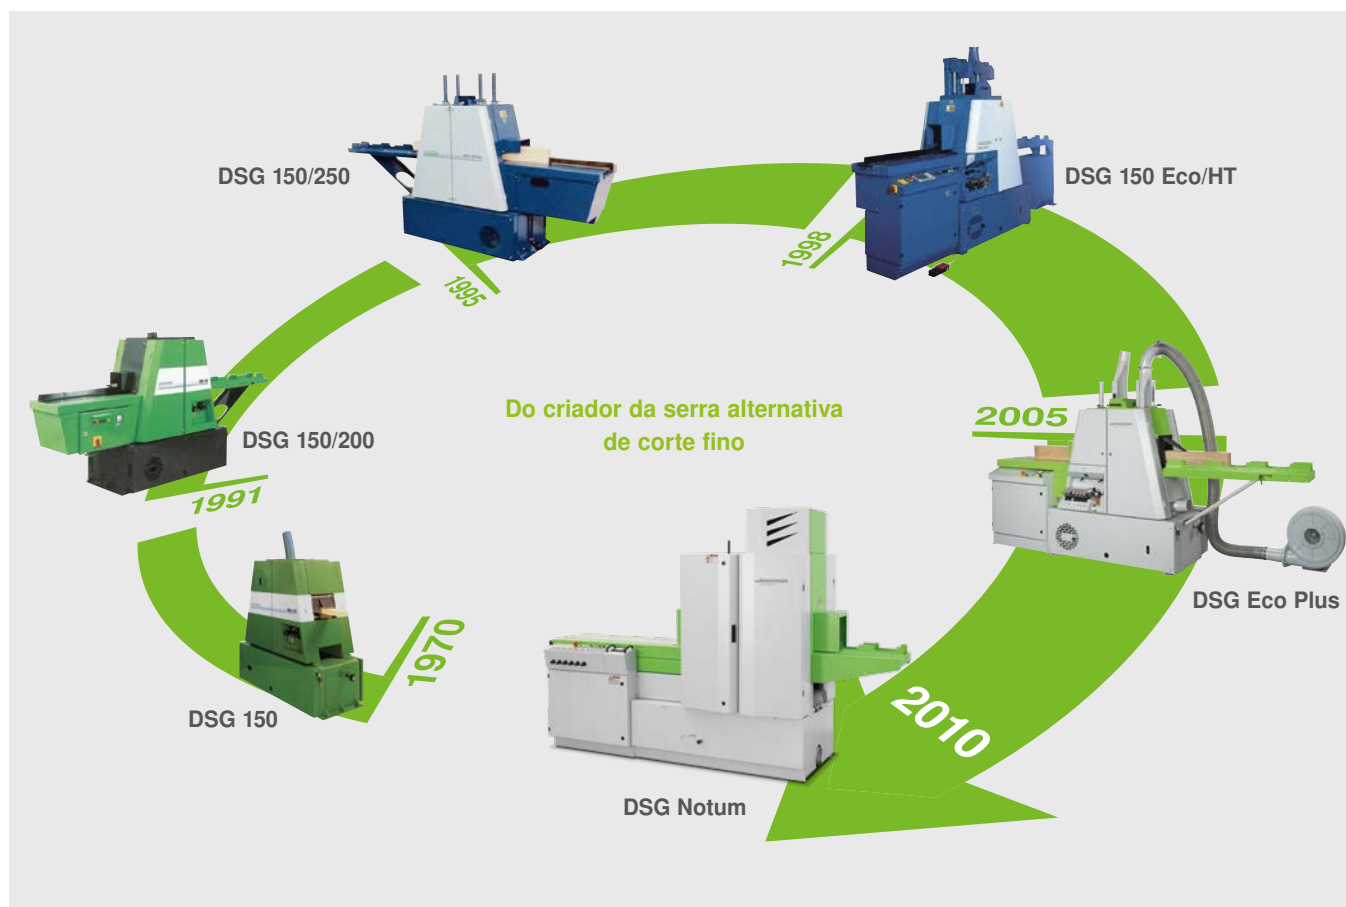 DSG 150/250
DSG 150 Eco/HT
1998
1995
Do criador da serra alternativa
de corte fino
2005
DSG 150/200
1991
DSG Eco Plus
1970
DSG 150
2010
DSG Notum